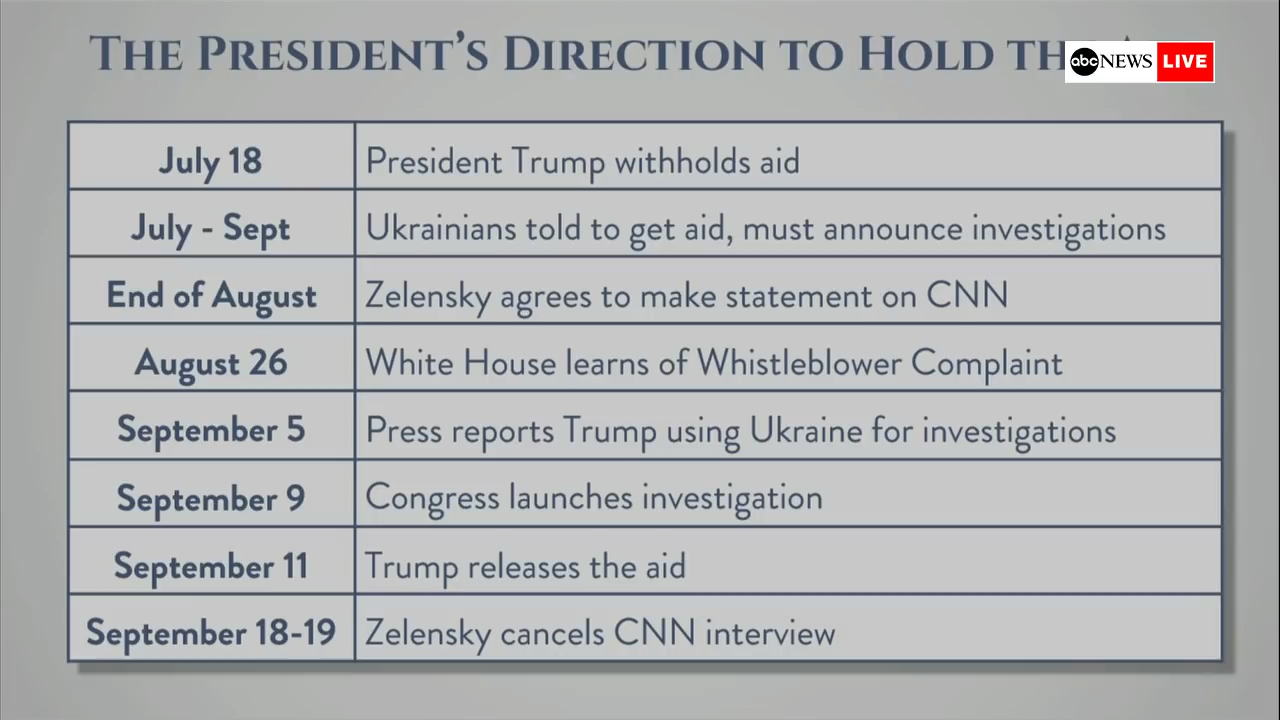 THE PRESIDENT'S DIRECTION TO HOLD
abc NEWS LIVE
July 18 President Trump withholds aid
July - Sept Ukrainians told to get aid, must announce investigations
End of August Zelensky agrees to make statement on CNN
August 26 White House learns of Whistleblower Complaint
September 5 Press reports Trump using Ukraine for investigations
September 9 Congress launches investigation
September 11 Trump releases the aid
September 18-19 Zelensky cancels CNN interview